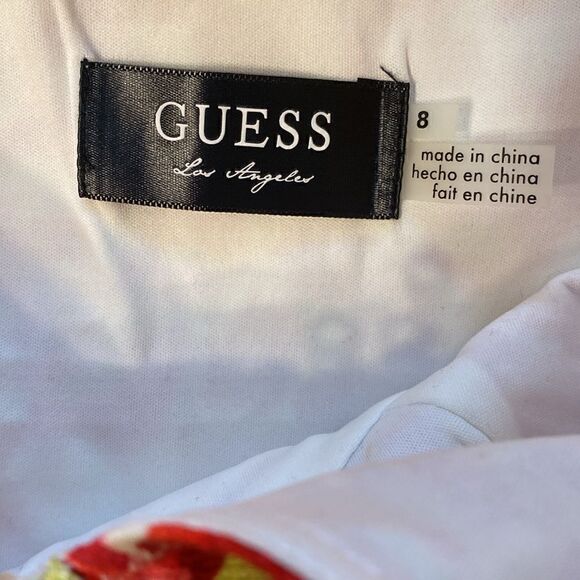 GUESS
Los Angeles
8
made in china
hecho en china
fait en chine